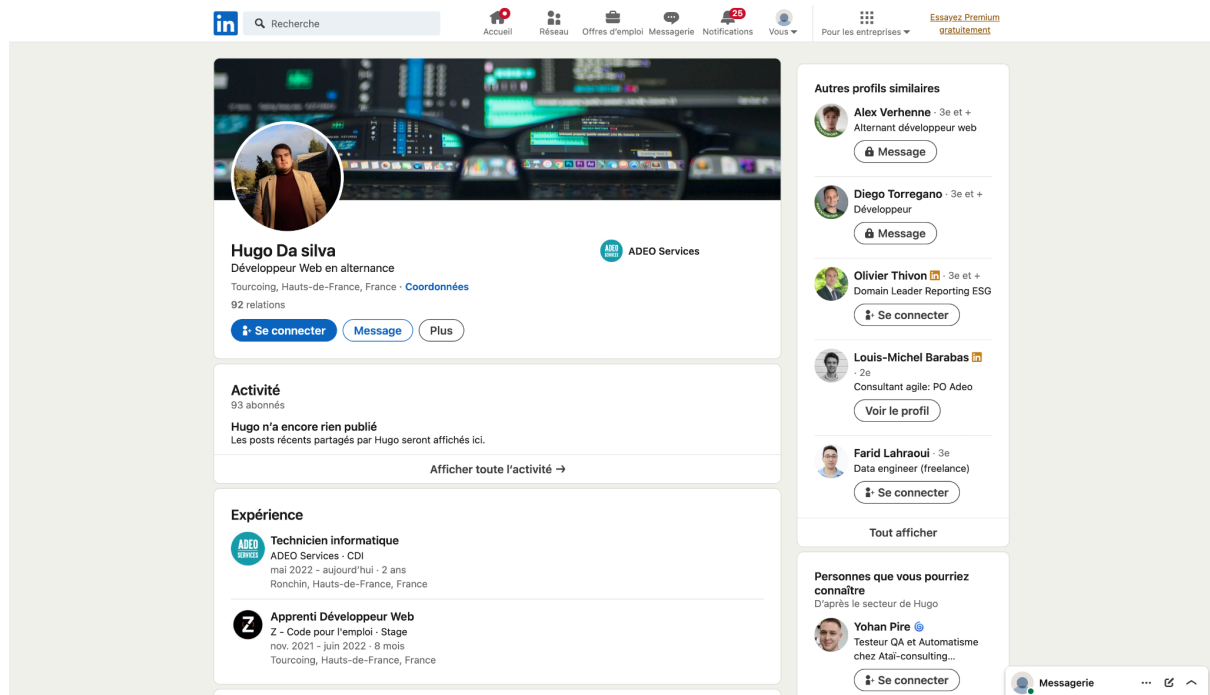 in
Recherche
Accueil
Réseau
Offres d'emploi
Messagerie
25
Notifications
Vous
Pour les entreprises
Essayez Premium
gratuitement
ADEO
SERVICES
ADEO Services
Hugo Da silva
Développeur Web en alternance
Tourcoing, Hauts-de-France, France · Coordonnées
92 relations
Se connecter
Message
Plus
Activité
93 abonnés
Hugo n'a encore rien publié
Les posts récents partagés par Hugo seront affichés ici.
Afficher toute l'activité →
Expérience
ADEO
SERVICES
Technicien informatique
ADEO Services · CDI
mai 2022 - aujourd'hui · 2 ans
Ronchin, Hauts-de-France, France
Z
Apprenti Développeur Web
Z - Code pour l'emploi · Stage
nov. 2021 - juin 2022 · 8 mois
Tourcoing, Hauts-de-France, France
Autres profils similaires
Alex Verhenne · 3e et +
Alternant développeur web
Message
Diego Torregano · 3e et +
Développeur
Message
Olivier Thivon in · 3e et +
Domain Leader Reporting ESG
Se connecter
Louis-Michel Barabas in
· 2e
Consultant agile: PO Adeo
Voir le profil
Farid Lahraoui · 3e
Data engineer (freelance)
Se connecter
Tout afficher
Personnes que vous pourriez
connaître
D'après le secteur de Hugo
Yohan Pire
Testeur QA et Automatisme
chez Ataï-consulting...
Se connecter
Messagerie